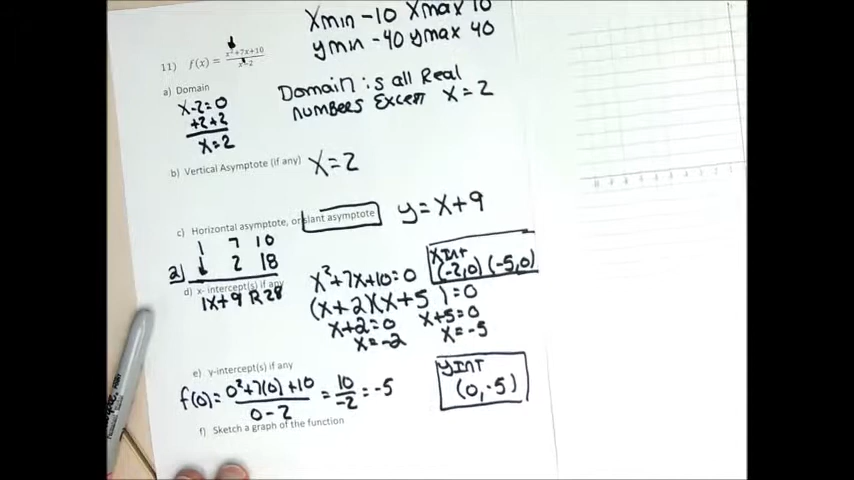 Xmin -10 Xmax 10
ymin -40 ymax 40
11) f(x) = x²+7x+10 / x-2
a) Domain
x-2=0
+2 +2
x=2
Domain is all Real
numbers Except x=2
b) Vertical Asymptote (if any) x=2
c) Horizontal asymptote, or slant asymptote y=x+9
1 7 10
2 2 18
d) x- intercept(s) if any
1x+9 R 28
x²+7x+10=0
(x+2)(x+5)=0
x+2=0 x+5=0
x=-2 x=-5
XInt
(-2,0) (-5,0)
e) y-intercept(s) if any
f(0)= 0²+7(0)+10 / 0-2 = 10/-2 = -5
yInt
(0,-5)
f) Sketch a graph of the function